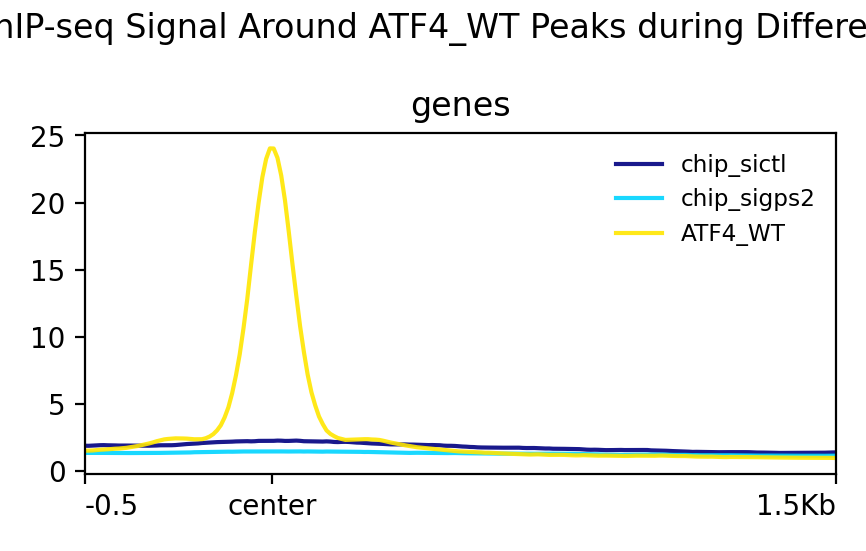 hIP-seq Signal Around ATF4_WT Peaks during Differe
genes
25
20
15
10
5
0
-0.5
center
1.5Kb
chip_sictl
chip_sigps2
ATF4_WT